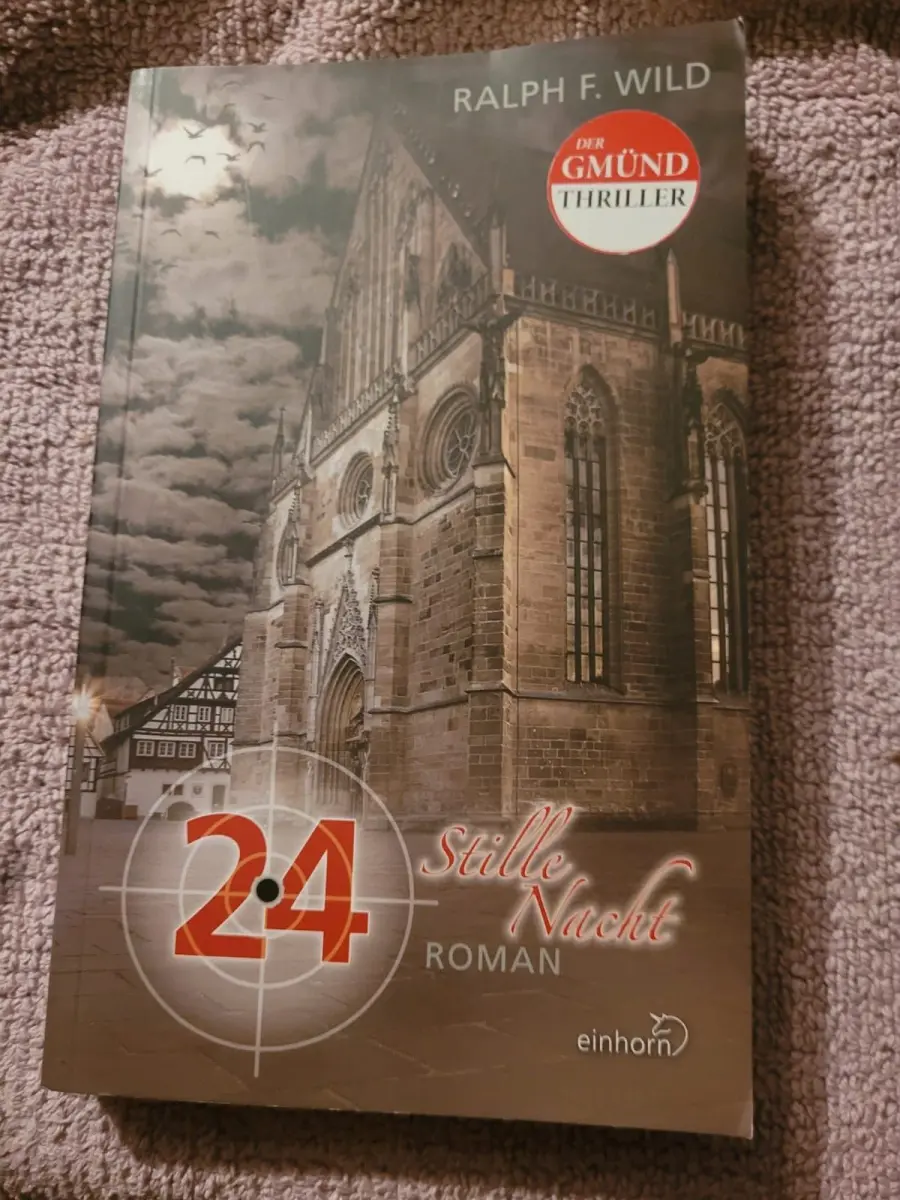 RALPH F. WILD
DER
GMÜND
THRILLER
24
Stille
Nacht
ROMAN
einhorn